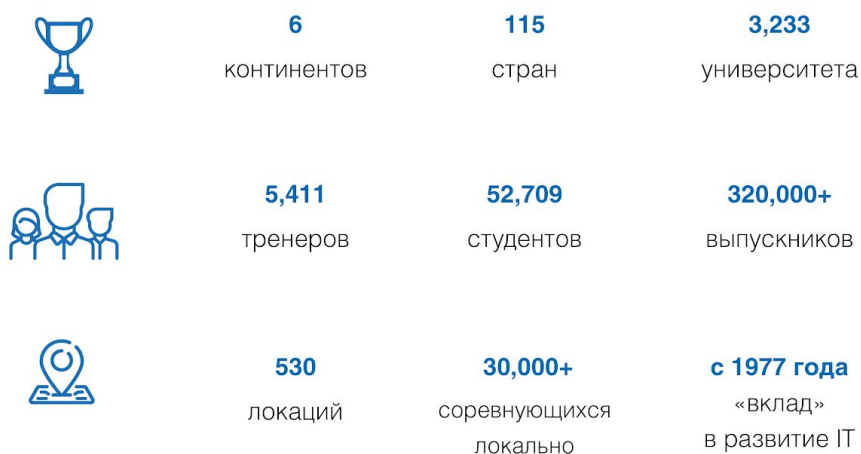 6
континентов
115
стран
3,233
университета
5,411
тренеров
52,709
студентов
320,000+
выпускников
530
локаций
30,000+
соревнующихся
локально
с 1977 года
«вклад»
в развитие IT